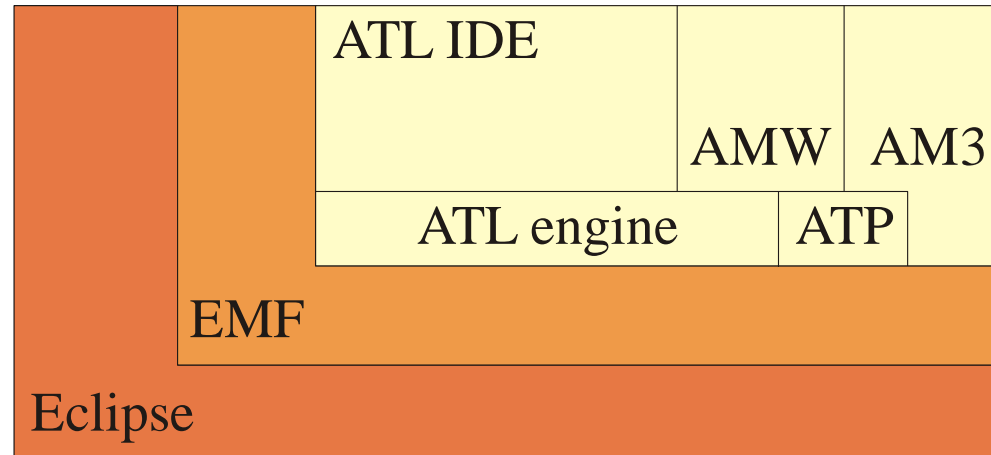 ATL IDE
AMW
AM3
ATL engine
ATP
EMF
Eclipse